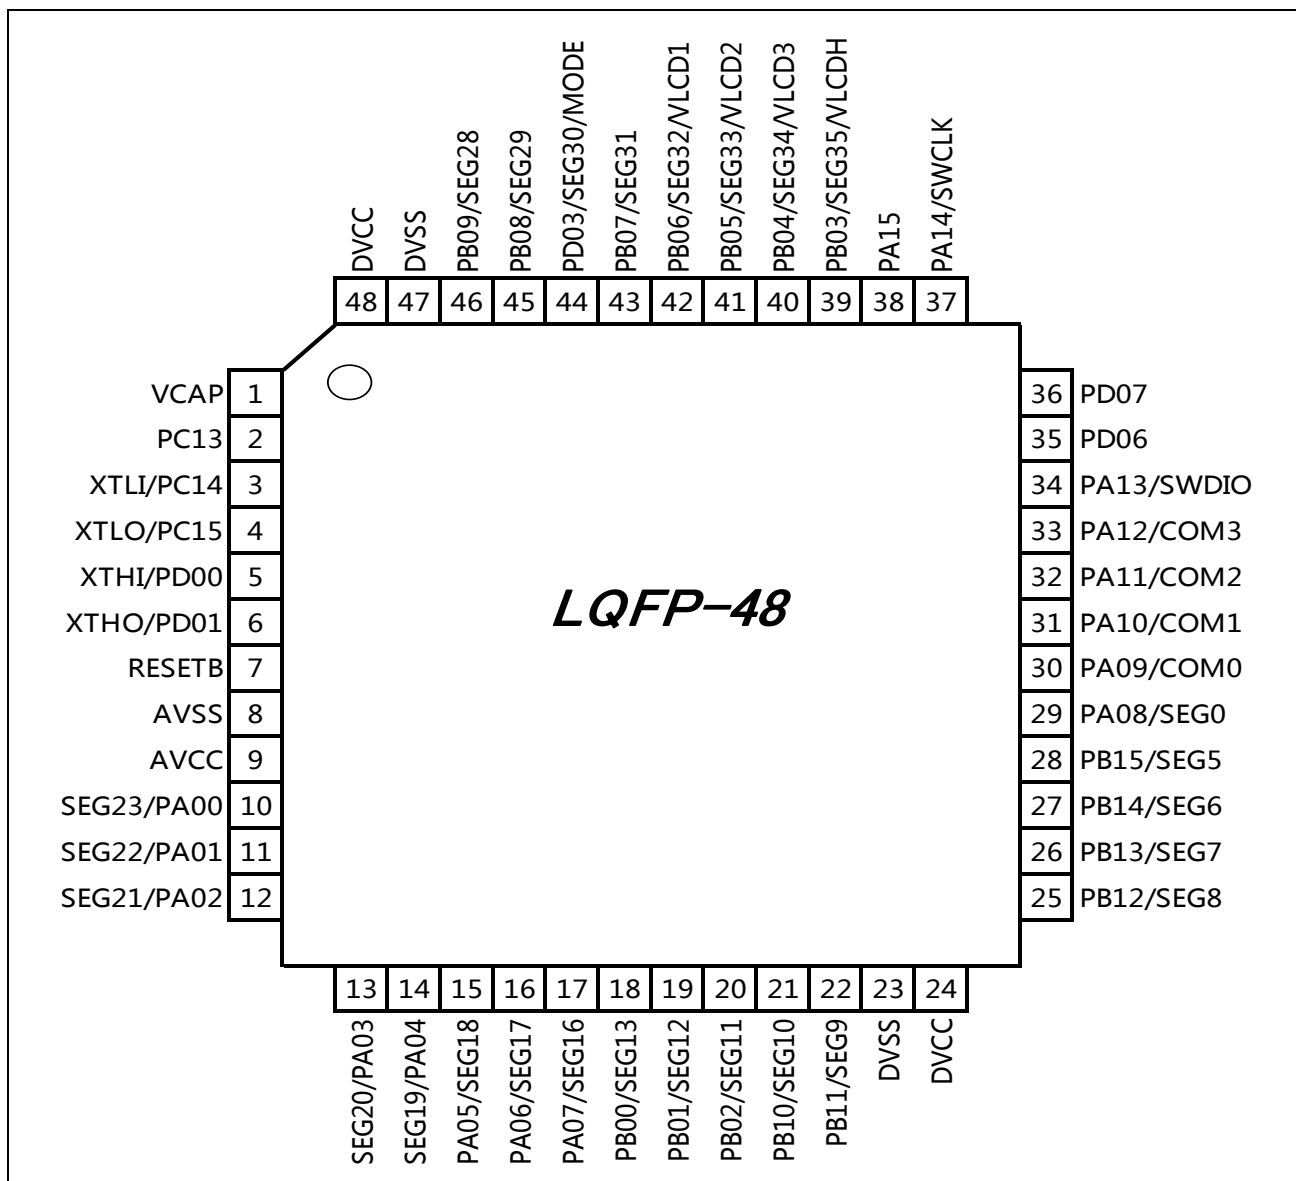 DVCC
DVSS
PB09/SEG28
PB08/SEG29
PD03/SEG30/MODE
PB07/SEG31
PB06/SEG32/VLCD1
PB05/SEG33/VLCD2
PB04/SEG34/VLCD3
PB03/SEG35/VLCDH
PA15
PA14/SWCLK
48 47 46 45 44 43 42 41 40 39 38 37
VCAP 1
PC13 2
XTLI/PC14 3
XTLO/PC15 4
XTHI/PD00 5
XTHO/PD01 6
RESETB 7
AVSS 8
AVCC 9
SEG23/PA00 10
SEG22/PA01 11
SEG21/PA02 12
LQFP-48
36 PD07
35 PD06
34 PA13/SWDIO
33 PA12/COM3
32 PA11/COM2
31 PA10/COM1
30 PA09/COM0
29 PA08/SEG0
28 PB15/SEG5
27 PB14/SEG6
26 PB13/SEG7
25 PB12/SEG8
13 14 15 16 17 18 19 20 21 22 23 24
SEG20/PA03
SEG19/PA04
PA05/SEG18
PA06/SEG17
PA07/SEG16
PB00/SEG13
PB01/SEG12
PB02/SEG11
PB10/SEG10
PB11/SEG9
DVSS
DVCC